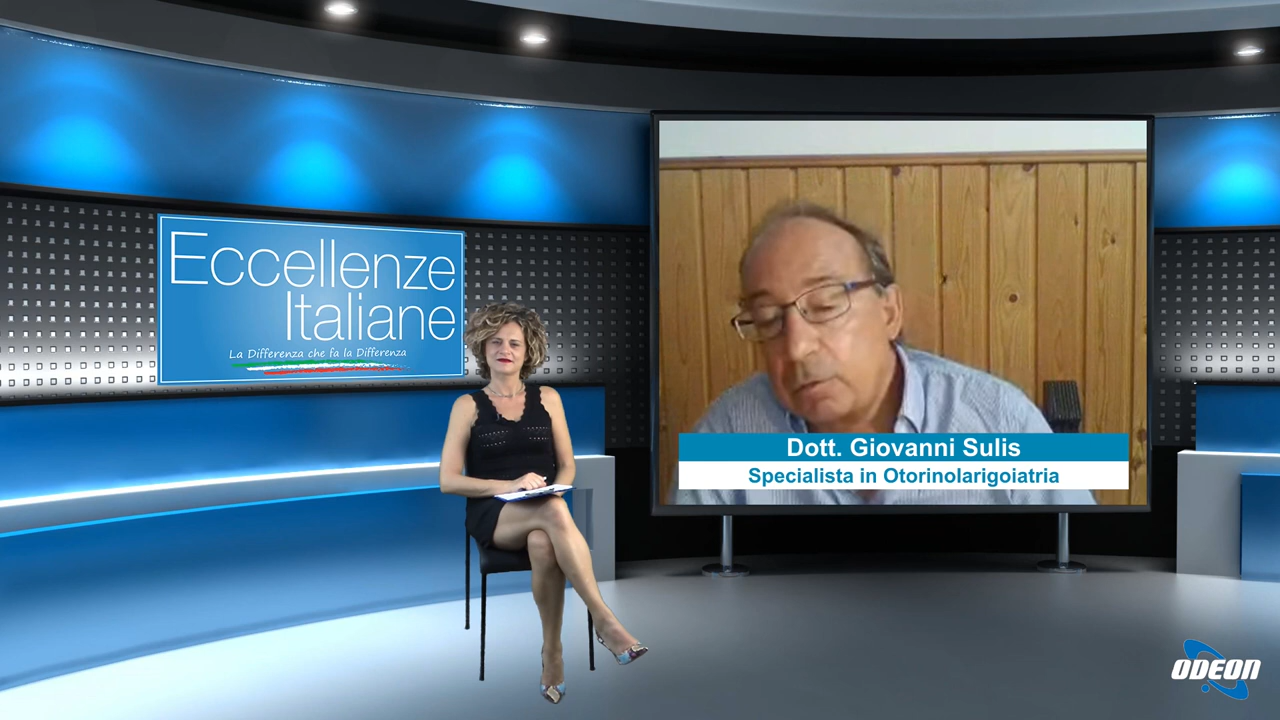 Eccellenze
Italiane
La Differenza che fa la Differenza
Dott. Giovanni Sulis
Specialista in Otorinolarigoiatria
ODEON